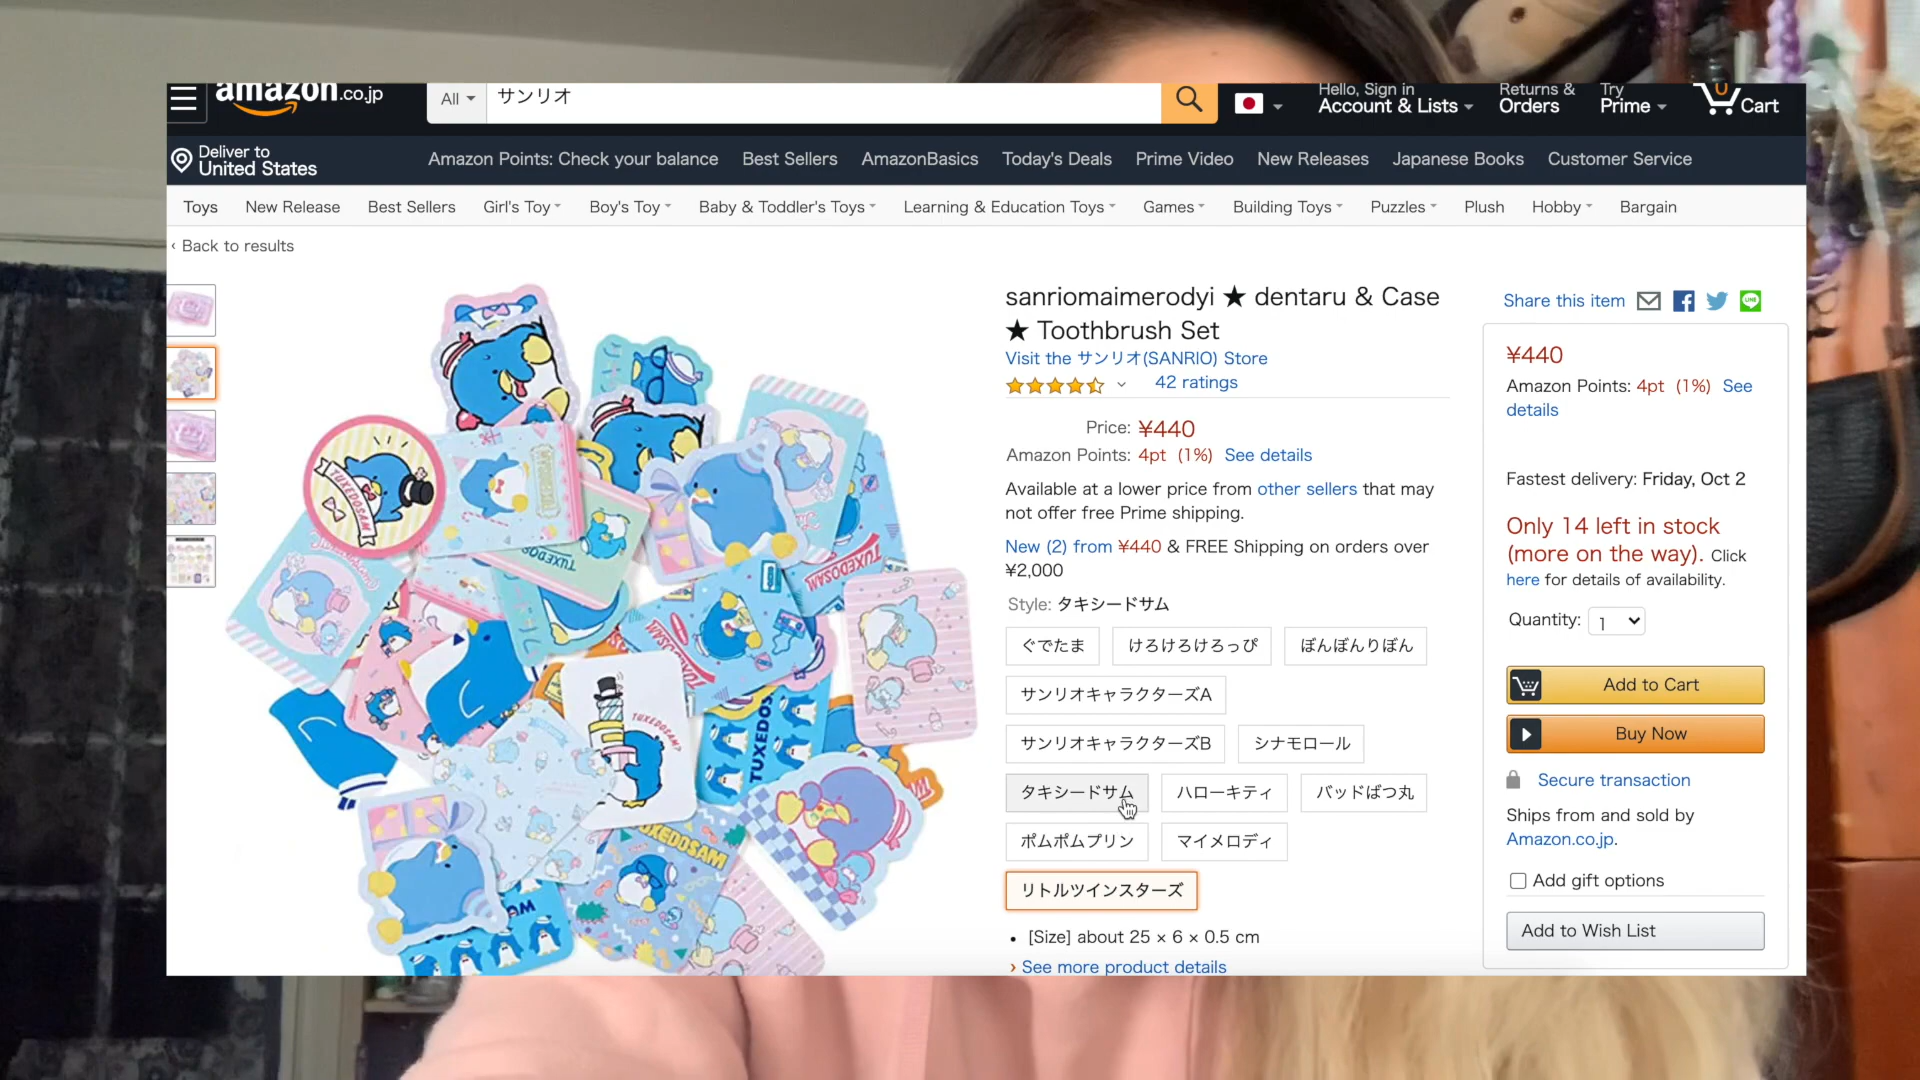 amazon.co.jp
All
サンリオ
Hello, Sign in
Account & Lists
Returns &
Orders
Try
Prime
Cart
Deliver to
United States
Amazon Points: Check your balance
Best Sellers
AmazonBasics
Today's Deals
Prime Video
New Releases
Japanese Books
Customer Service
Toys
New Release
Best Sellers
Girl's Toy
Boy's Toy
Baby & Toddler's Toys
Learning & Education Toys
Games
Building Toys
Puzzles
Plush
Hobby
Bargain
‹ Back to results
TUXEDOSAM
TUXEDOSAM
TUXEDOSAM
TUXEDOSAM
TUXEDOSAM!
TUXEDOSAM
sanriomaimerodyi ★ dentaru & Case
★ Toothbrush Set
Visit the サンリオ(SANRIO) Store
42 ratings
Price: ¥440
Amazon Points: 4pt (1%) See details
Available at a lower price from other sellers that may
not offer free Prime shipping.
New (2) from ¥440 & FREE Shipping on orders over
¥2,000
Style: タキシードサム
ぐでたま
けろけろけろっぴ
ぼんぼんりぼん
サンリオキャラクターズA
サンリオキャラクターズB
シナモロール
タキシードサム
ハローキティ
バッドばつ丸
ポムポムプリン
マイメロディ
リトルツインスターズ
• [Size] about 25 × 6 × 0.5 cm
› See more product details
Share this item
¥440
Amazon Points: 4pt (1%) See
details
Fastest delivery: Friday, Oct 2
Only 14 left in stock
(more on the way). Click
here for details of availability.
Quantity: 1
Add to Cart
Buy Now
Secure transaction
Ships from and sold by
Amazon.co.jp.
Add gift options
Add to Wish List